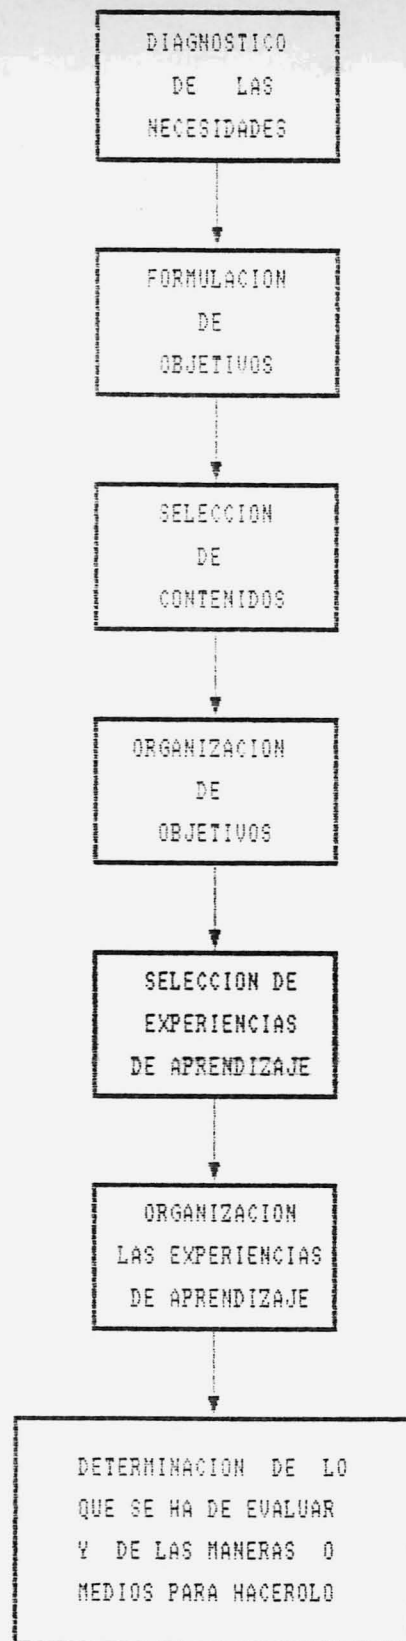 DIAGNOSTICO
DE LAS
NECESIDADES
FORMULACION
DE
OBJETIVOS
SELECCION
DE
CONTENIDOS
ORGANIZACION
DE
OBJETIVOS
SELECCION DE
EXPERIENCIAS
DE APRENDIZAJE
ORGANIZACION
LAS EXPERIENCIAS
DE APRENDIZAJE
DETERMINACION DE LO
QUE SE HA DE EVALUAR
Y DE LAS MANERAS O
MEDIOS PARA HACEROLO